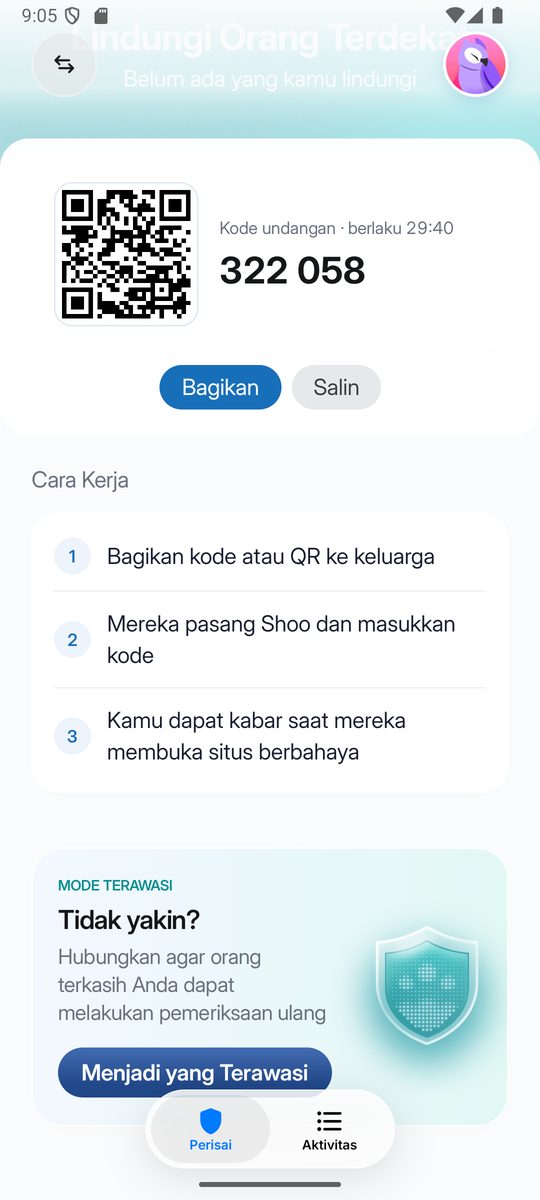 9:05
Lindungi Orang Terdekat
Belum ada yang kamu lindungi
Kode undangan · berlaku 29:40
322 058
Bagikan
Salin
Cara Kerja
1
Bagikan kode atau QR ke keluarga
2
Mereka pasang Shoo dan masukkan
kode
3
Kamu dapat kabar saat mereka
membuka situs berbahaya
MODE TERAWASI
Tidak yakin?
Hubungkan agar orang
terkasih Anda dapat
melakukan pemeriksaan ulang
Menjadi yang Terawasi
Perisai
Aktivitas